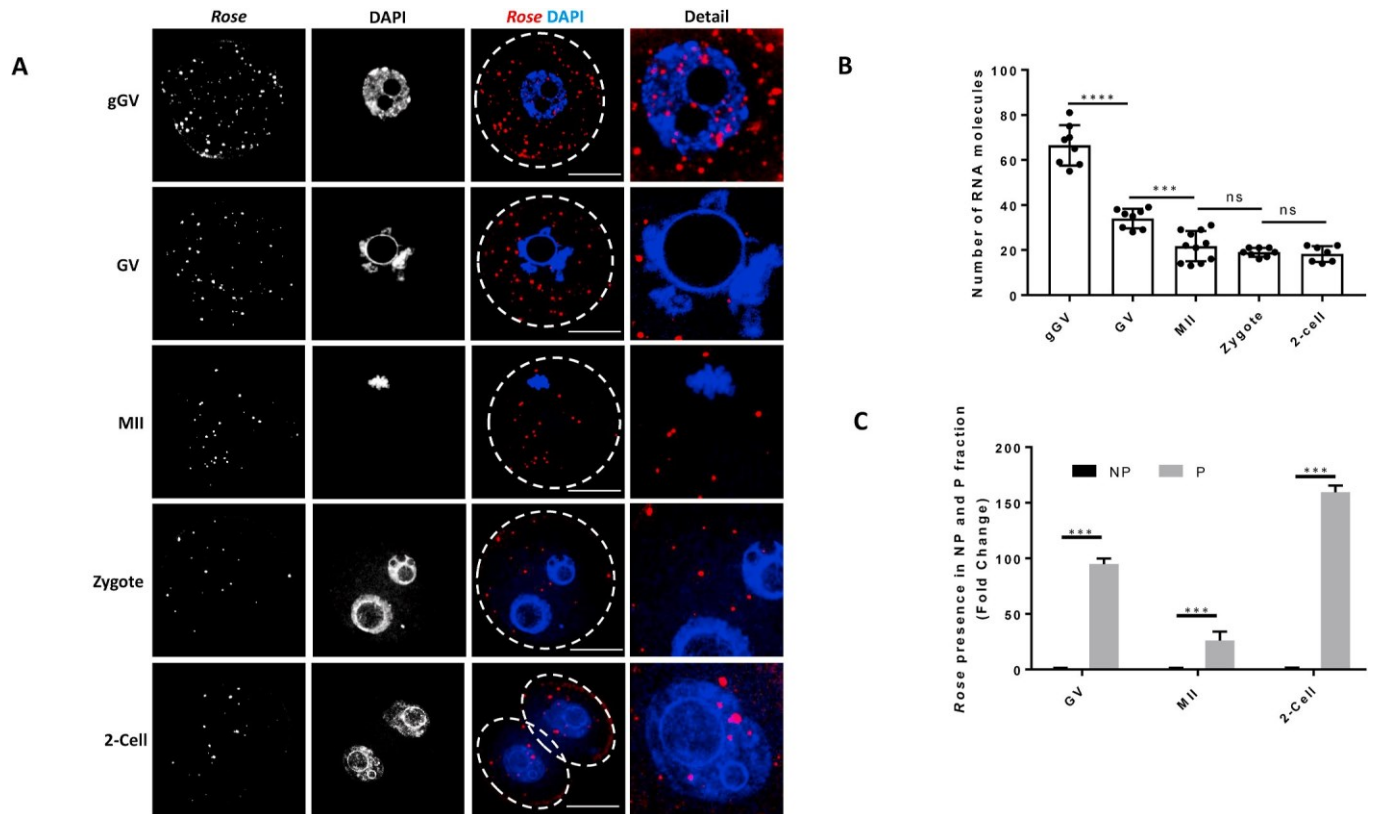 A
Rose DAPI Rose DAPI Detail
gGV
GV
MII
Zygote
2-Cell
B
Number of RNA molecules
100
80
60
40
20
0
****
***
ns
ns
gGV GV MII Zygote 2-cell
C
Rose presence in NP and P fraction
(Fold Change)
200
150
100
50
0
NP P
***
***
***
GV MII 2-Cell